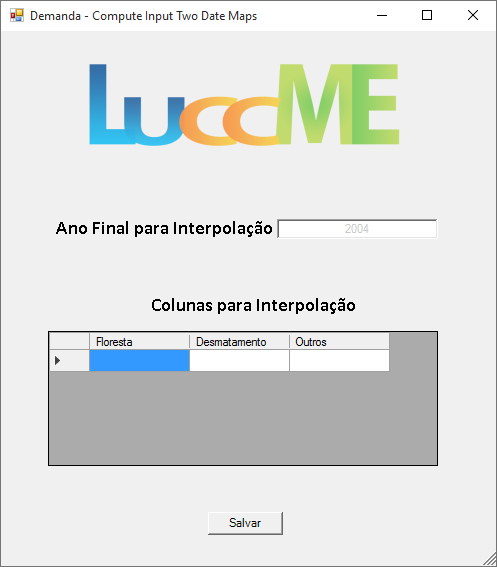 Demanda - Compute Input Two Date Maps
LuccME
Ano Final para Interpolação 2004
Colunas para Interpolação
Floresta Desmatamento Outros
Salvar